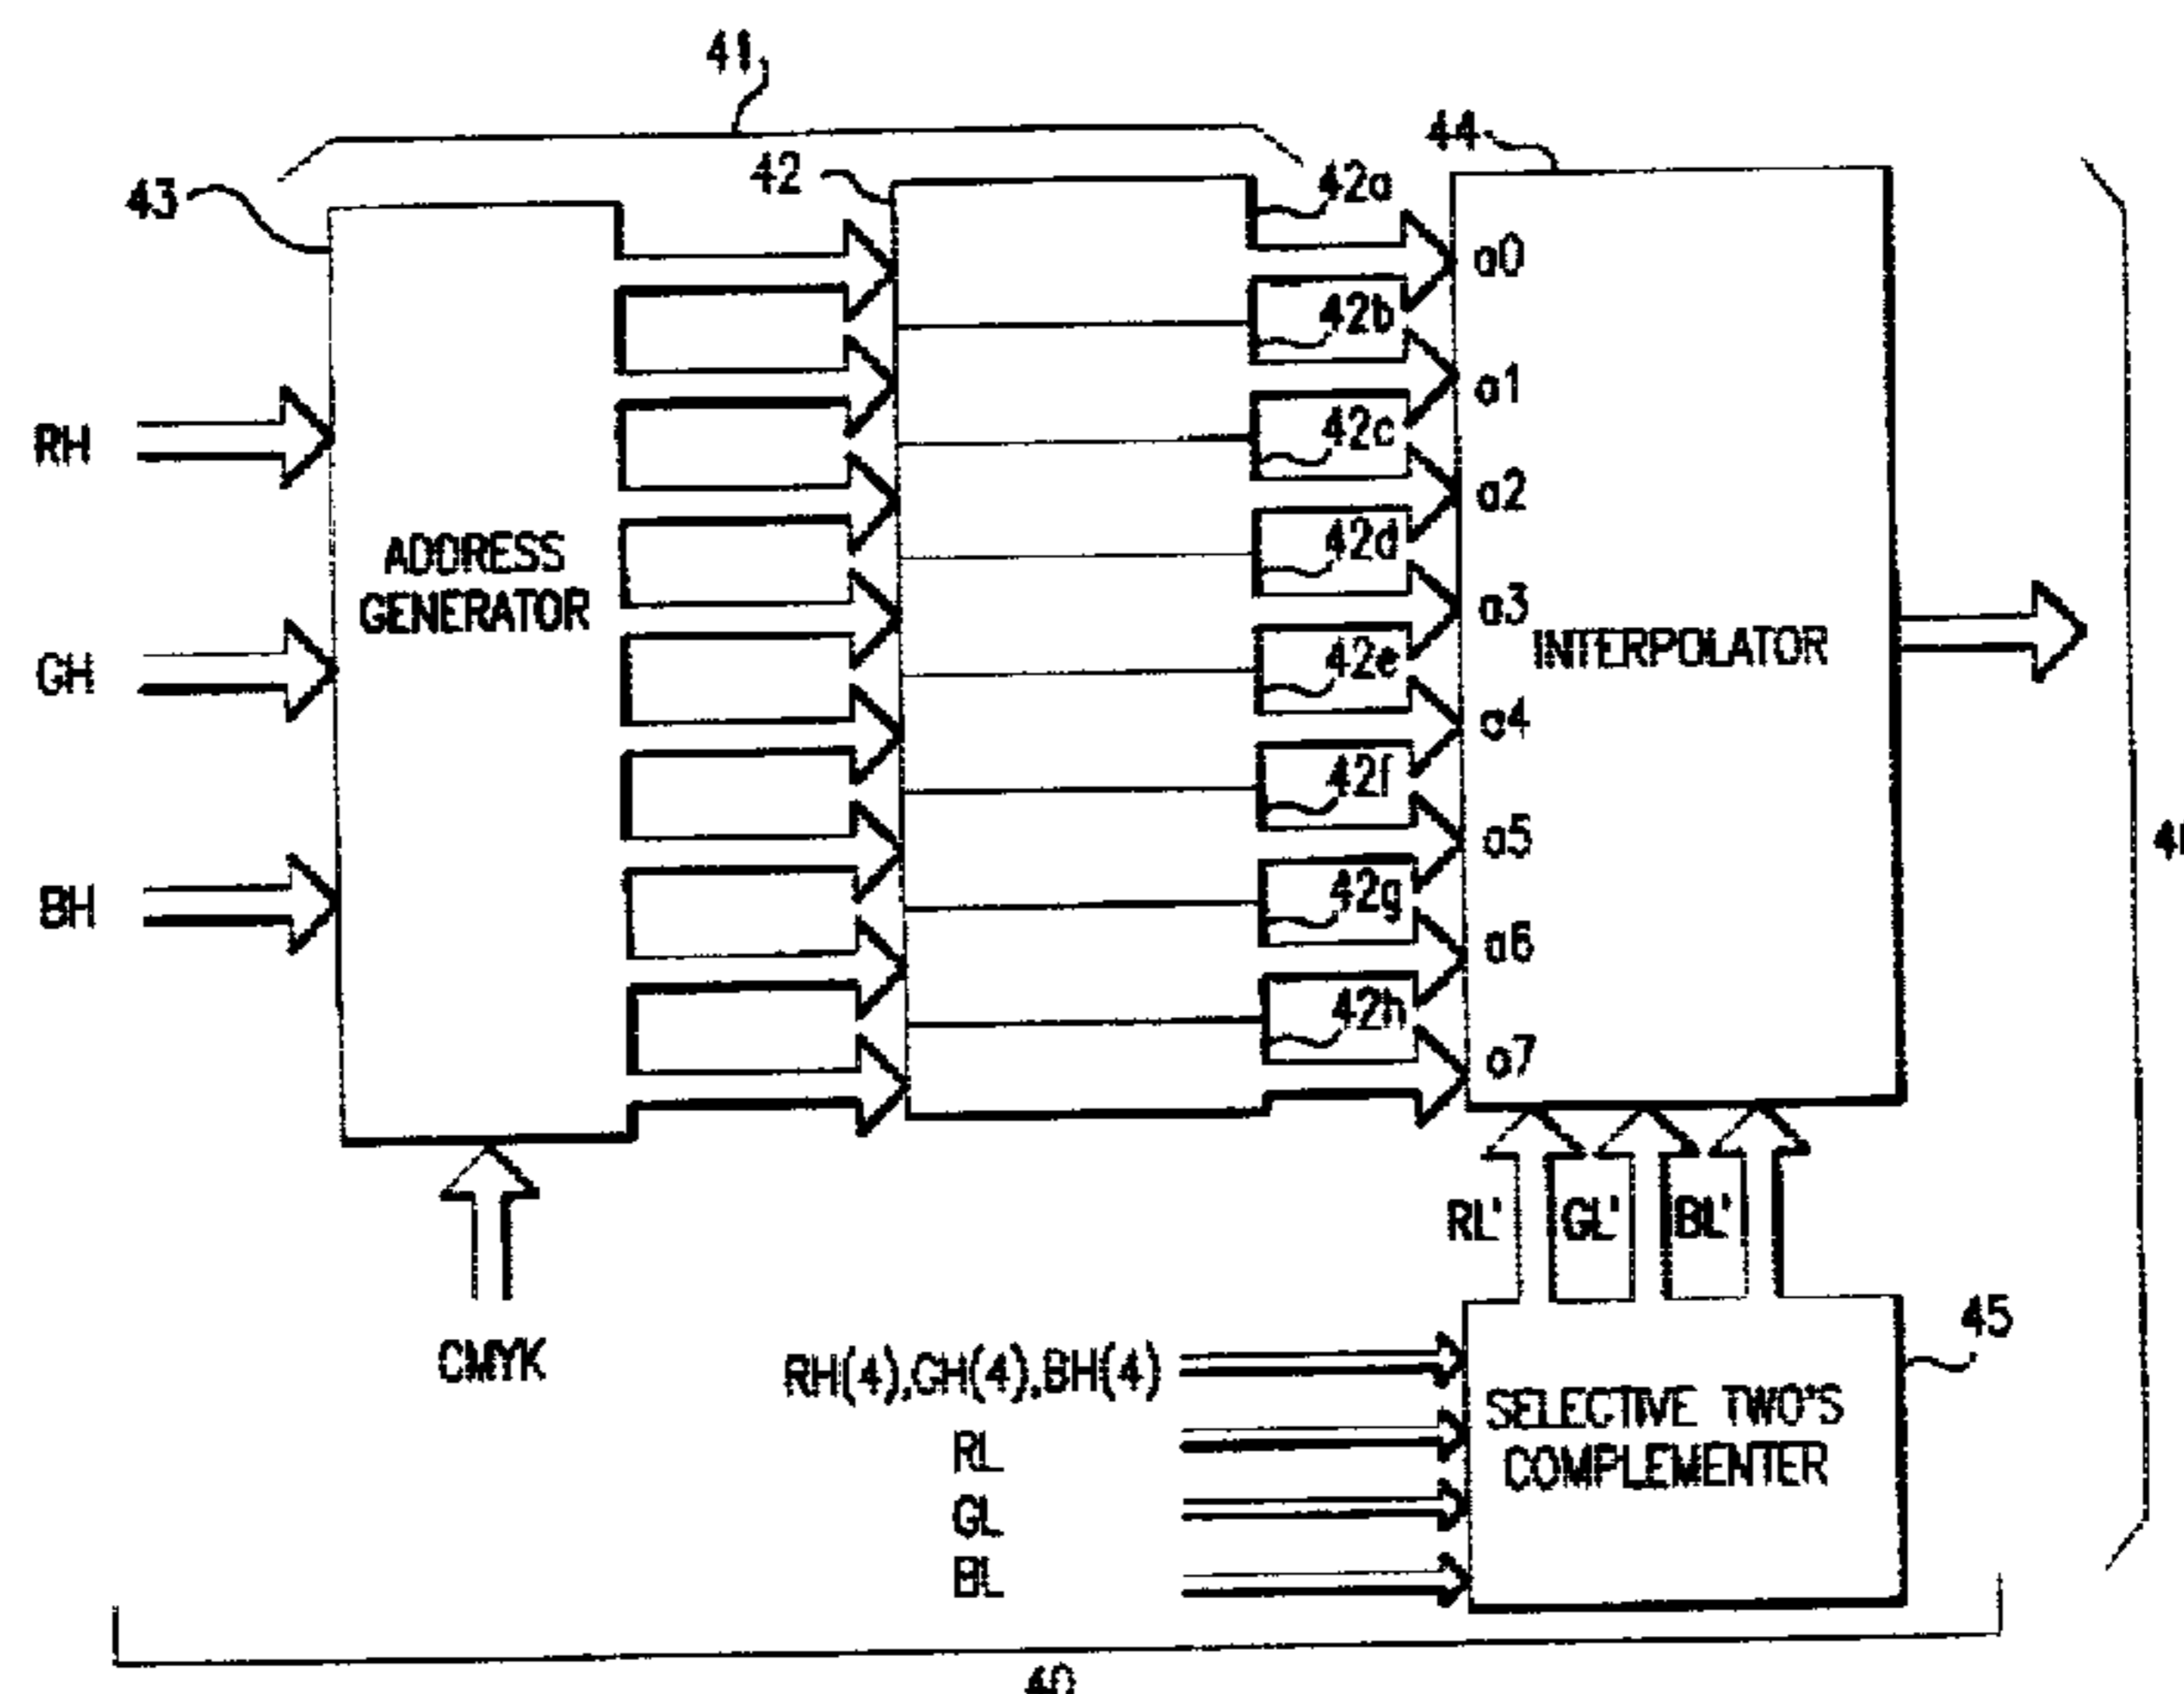 41
44
43
42
42a
a0
42b
a1
42c
RH
a2
42d
ADDRESS
GENERATOR
a3
42e
INTERPOLATOR
GH
a4
42f
a5
42g
BH
a6
42h
a7
RL' GL' BL'
45
CMYK
RH(4),GH(4),BH(4)
SELECTIVE TWO'S
COMPLEMENTER
RL
GL
BL
40